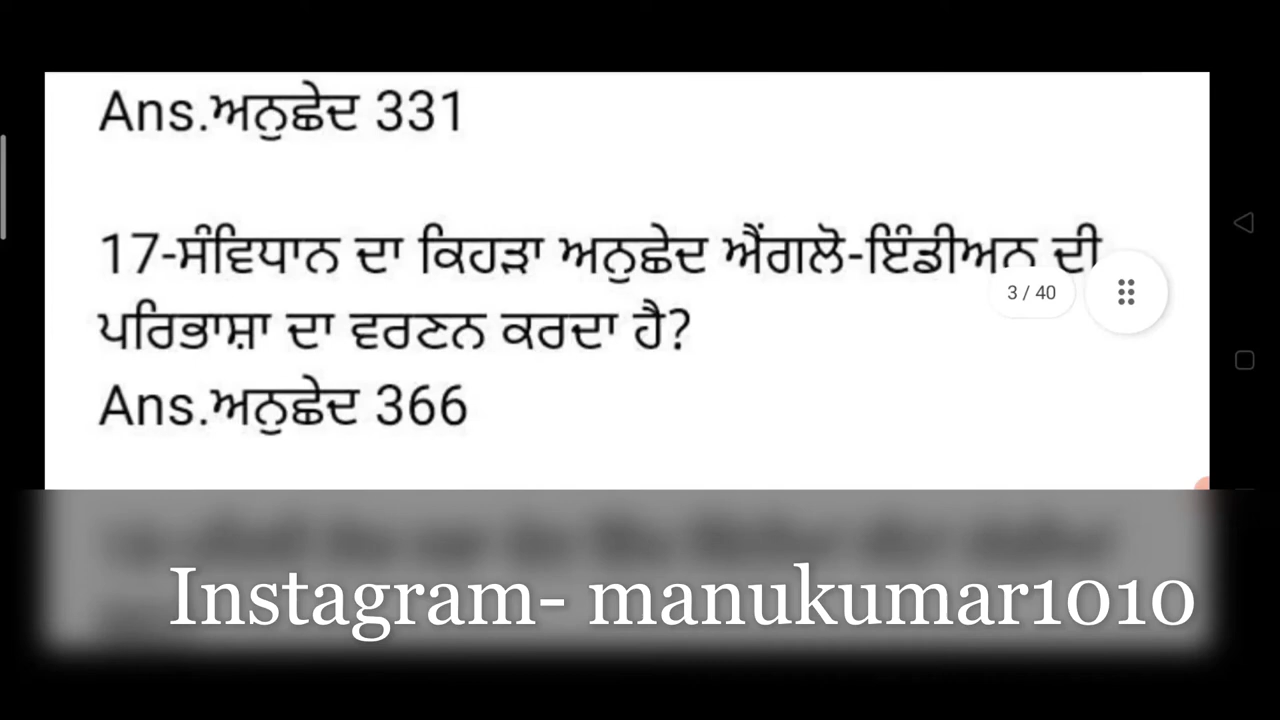 Ans.ਅਨੁਛੇਦ 331
17-ਸੰਵਿਧਾਨ ਦਾ ਕਿਹੜਾ ਅਨੁਛੇਦ ਐਂਗਲੋ-ਇੰਡੀਅਨ ਦੀ
3 / 40
ਪਰਿਭਾਸ਼ਾ ਦਾ ਵਰਣਨ ਕਰਦਾ ਹੈ?
Ans.ਅਨੁਛੇਦ 366
Instagram- manukumar1010